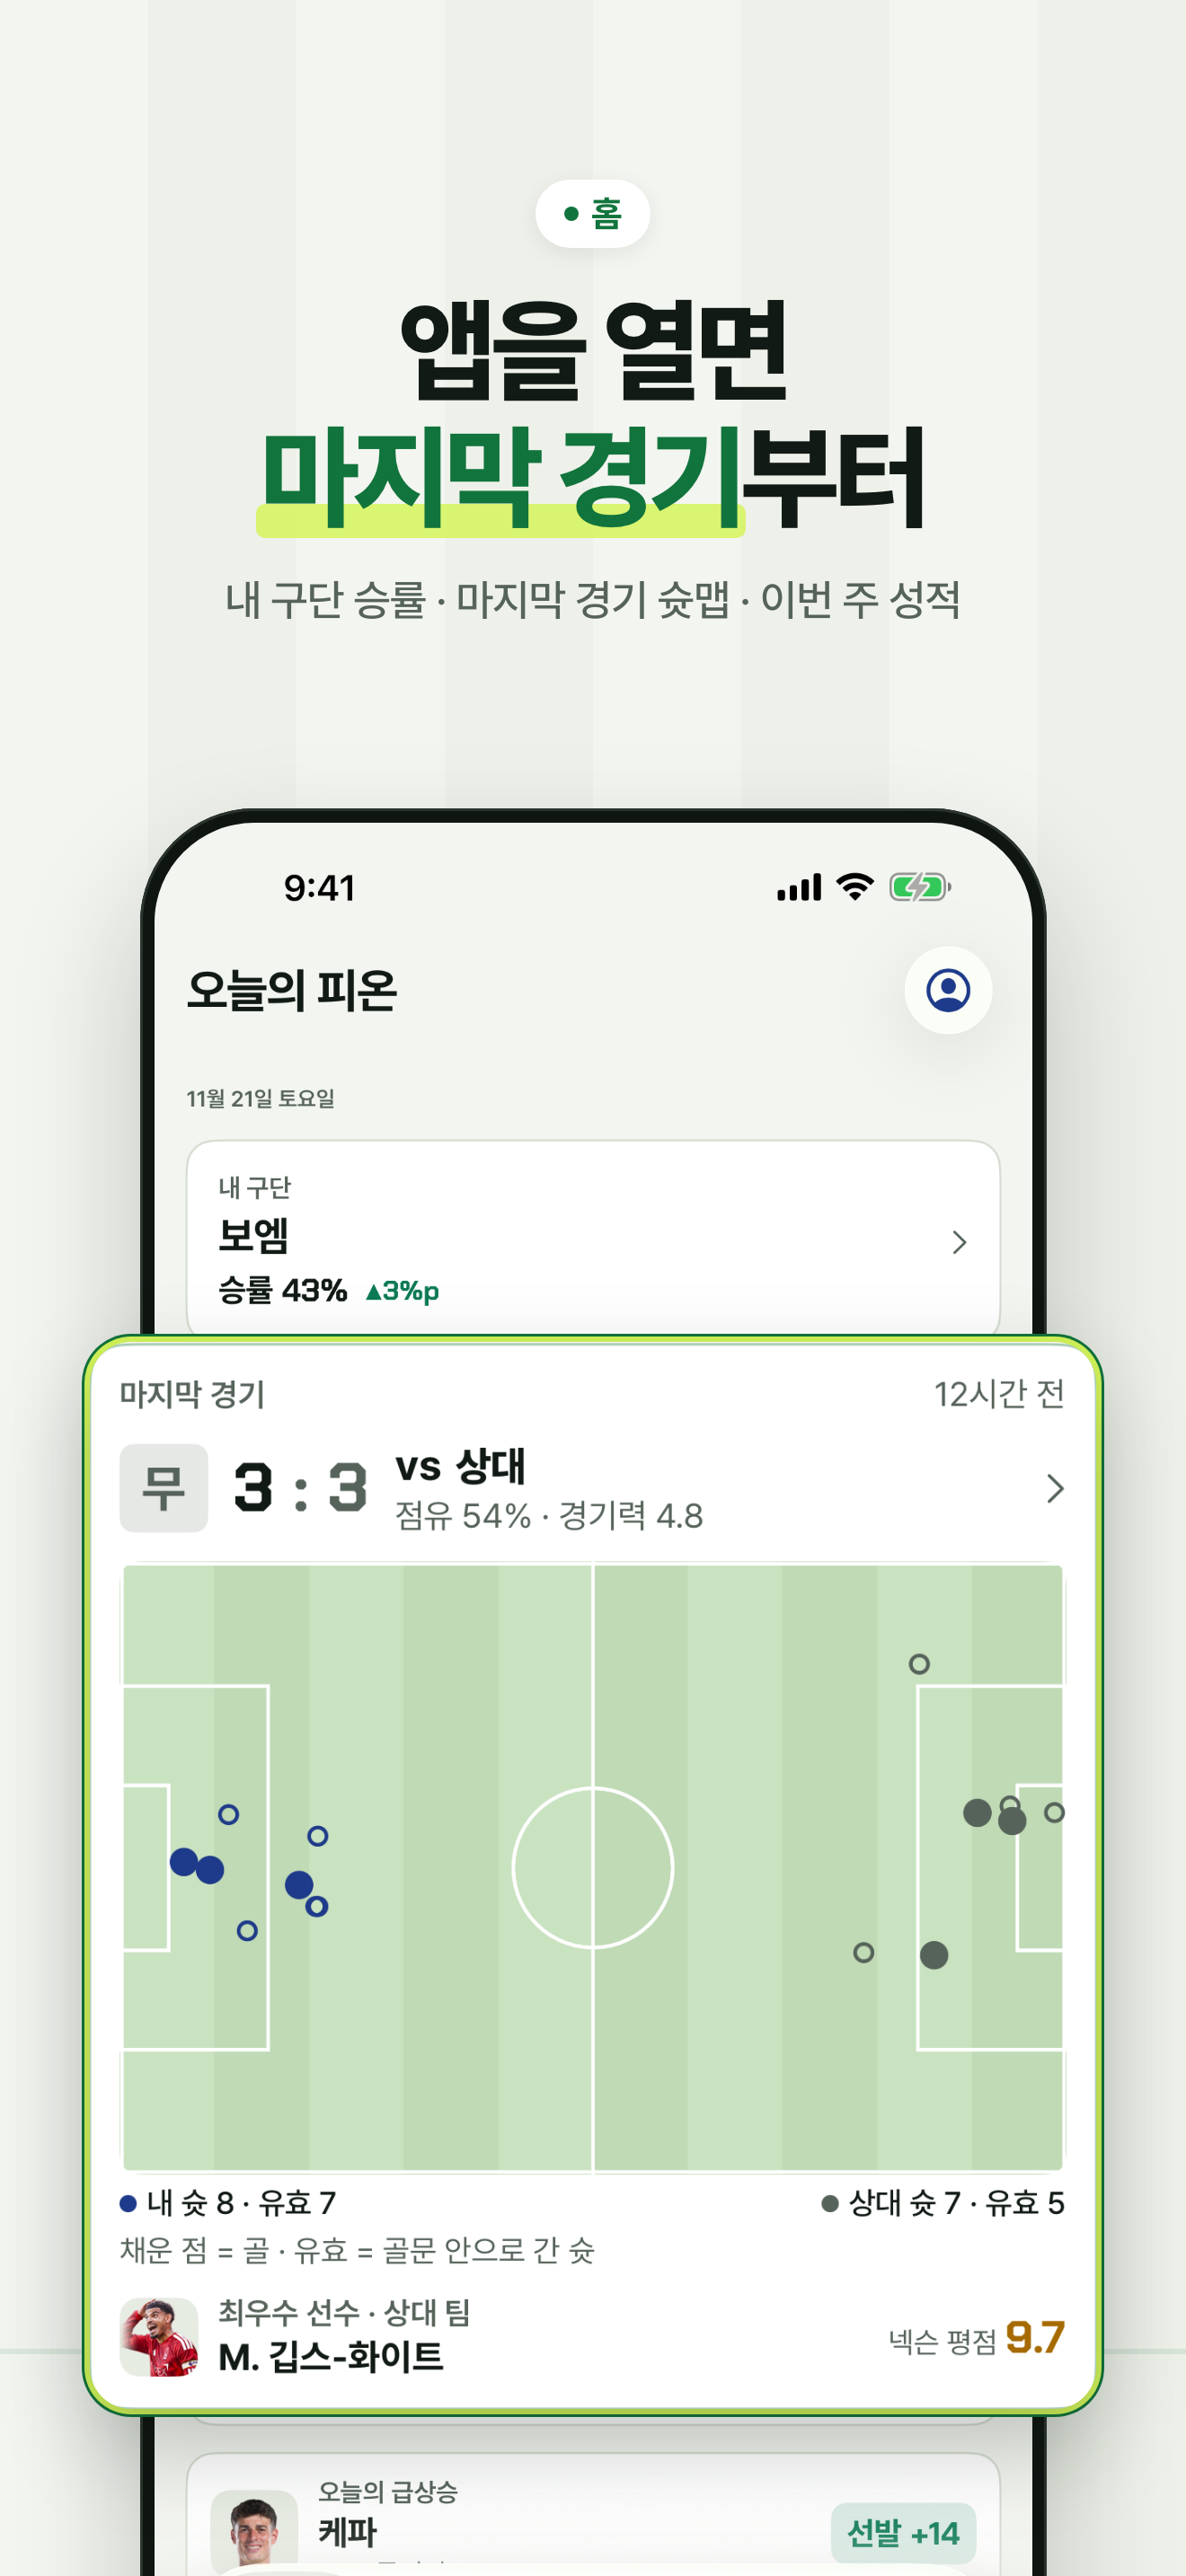 홈
앱을 열면
마지막 경기부터
내 구단 승률 · 마지막 경기 슛맵 · 이번 주 성적
9:41
오늘의 피온
11월 21일 토요일
내 구단
보엠
승률 43% ▲3%p
마지막 경기 12시간 전
무 3 : 3 vs 상대
점유 54% · 경기력 4.8
내 슛 8 · 유효 7 상대 슛 7 · 유효 5
채운 점 = 골 · 유효 = 골문 안으로 간 슛
최우수 선수 · 상대 팀
M. 깁스-화이트 넥슨 평점 9.7
오늘의 급상승
케파 선발 +14